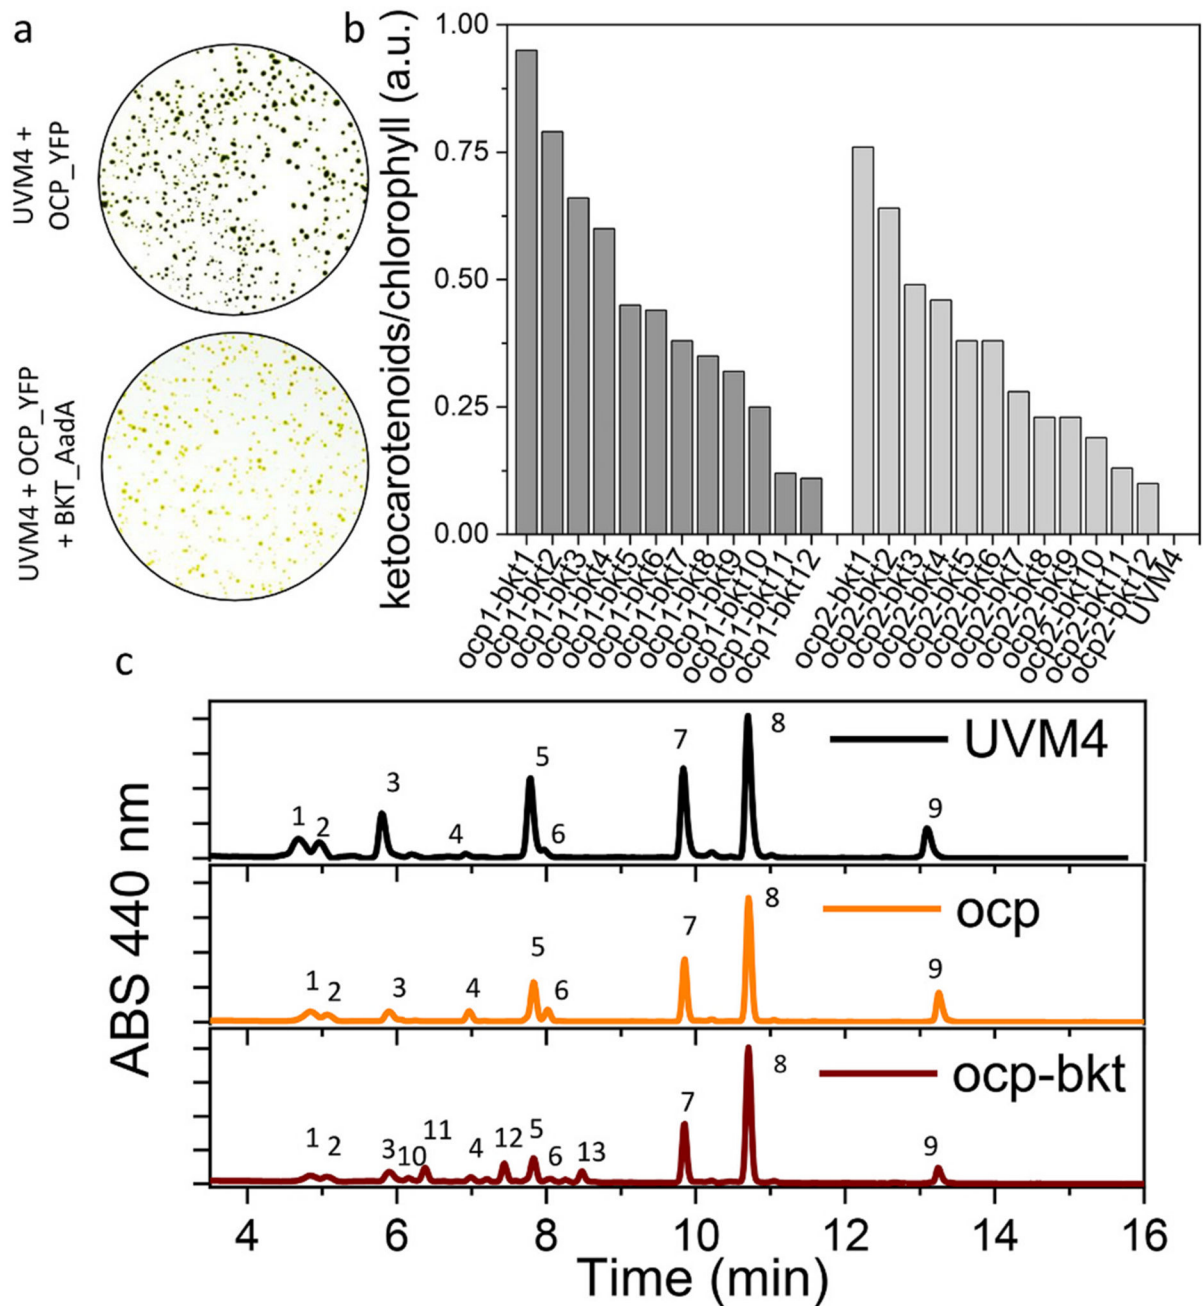 a
UVM4 +
OCP_YFP
UVM4 + OCP_YFP
+ BKT_AadA
b
ketocarotenoids/chlorophyll (a.u.)
1.00
0.75
0.50
0.25
0.00
ocp1-bkt1
ocp1-bkt2
ocp1-bkt3
ocp1-bkt4
ocp1-bkt5
ocp1-bkt6
ocp1-bkt7
ocp1-bkt8
ocp1-bkt9
ocp1-bkt10
ocp1-bkt11
ocp1-bkt12
ocp2-bkt1
ocp2-bkt2
ocp2-bkt3
ocp2-bkt4
ocp2-bkt5
ocp2-bkt6
ocp2-bkt7
ocp2-bkt8
ocp2-bkt9
ocp2-bkt10
ocp2-bkt11
ocp2-bkt12
UVM4
c
ABS 440 nm
1 2 3 4 5 6 7 8 9
UVM4
1 2 3 4 5 6 7 8 9
ocp
1 2 3 10 11 4 12 5 6 13 7 8 9
ocp-bkt
4 6 8 10 12 14 16
Time (min)